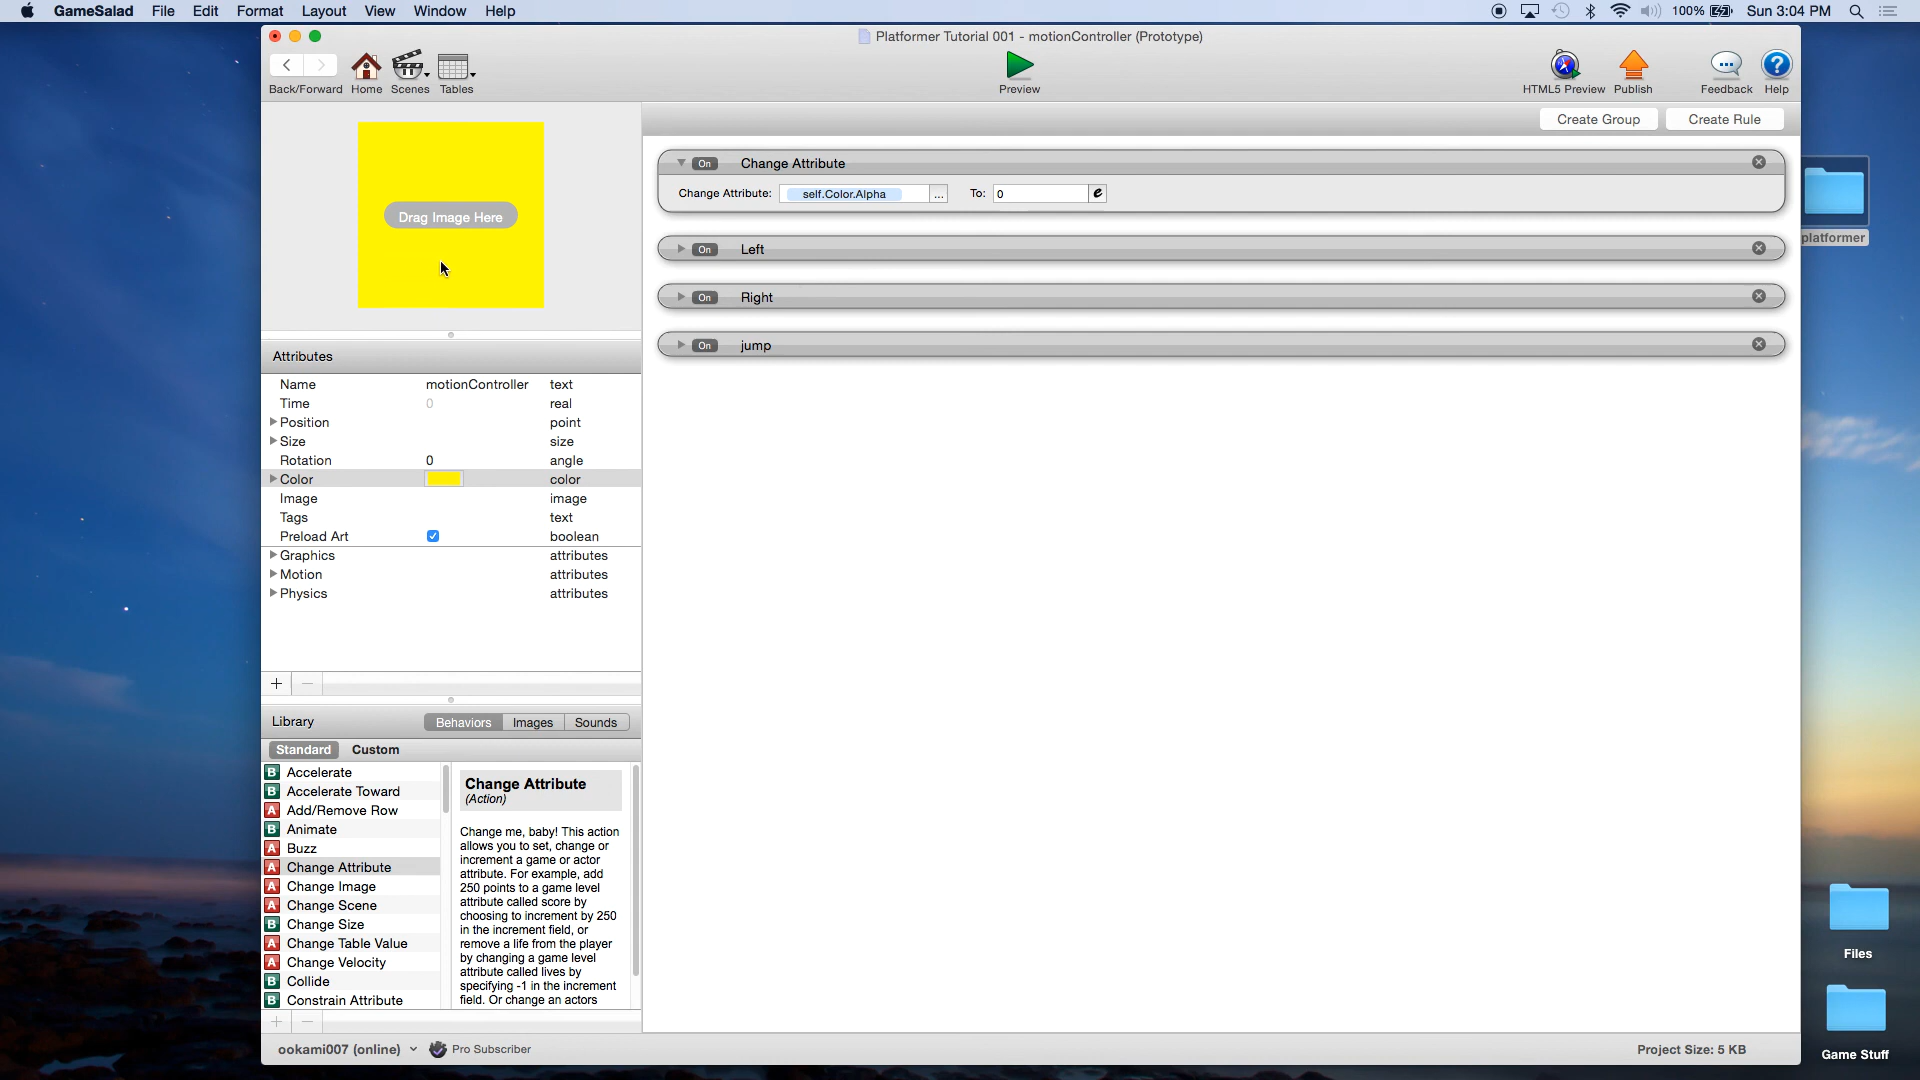 GameSalad File Edit Format Layout View Window Help
100% Sun 3:04 PM
Platformer Tutorial 001 - motionController (Prototype)
Back/Forward Home Scenes Tables Preview HTML5 Preview Publish Feedback Help
Create Group Create Rule
Drag Image Here
On Change Attribute
Change Attribute: self.Color.Alpha ... To: 0 e
On Left
On Right
On jump
platformer
Attributes
Name motionController text
Time 0 real
Position point
Size size
Rotation 0 angle
Color color
Image image
Tags text
Preload Art boolean
Graphics attributes
Motion attributes
Physics attributes
Library Behaviors Images Sounds
Standard Custom
B Accelerate
B Accelerate Toward
A Add/Remove Row
B Animate
A Buzz
A Change Attribute
A Change Image
A Change Scene
B Change Size
A Change Table Value
A Change Velocity
B Collide
B Constrain Attribute
Change Attribute
(Action)
Change me, baby! This action
allows you to set, change or
increment a game or actor
attribute. For example, add
250 points to a game level
attribute called score by
choosing to increment by 250
in the increment field, or
remove a life from the player
by changing a game level
attribute called lives by
specifying -1 in the increment
field. Or change an actors
Files
Game Stuff
ookami007 (online) Pro Subscriber Project Size: 5 KB